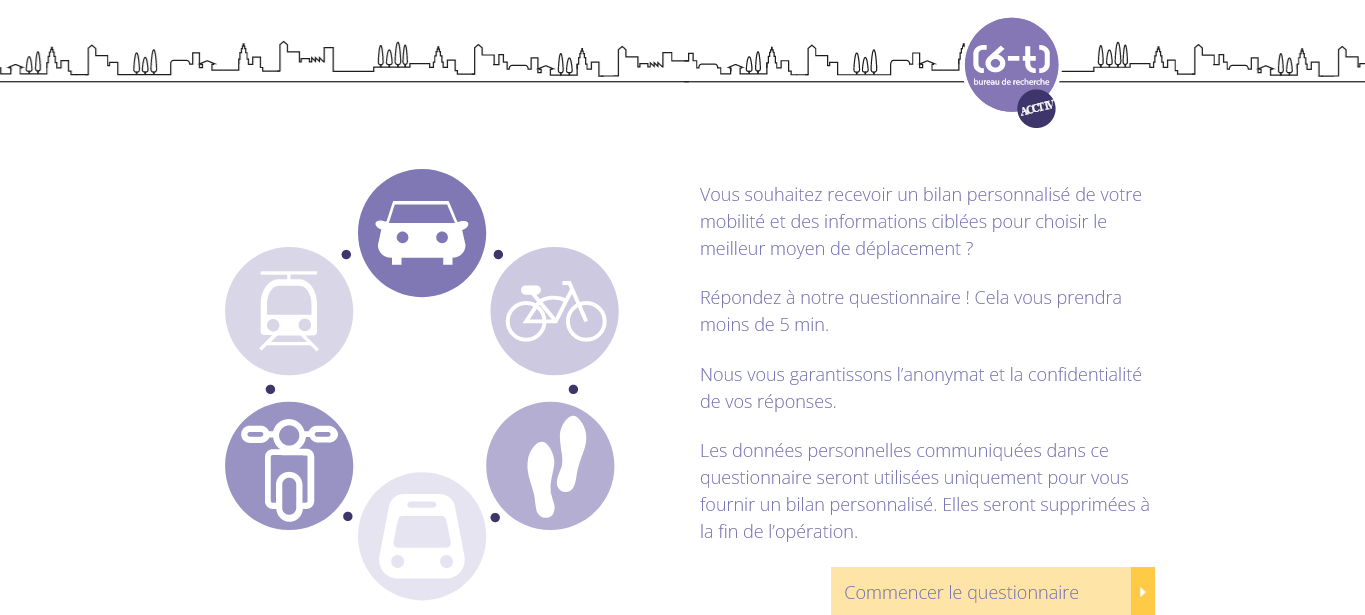 (6-t)
bureau de recherche
ACCTIV
Vous souhaitez recevoir un bilan personnalisé de votre
mobilité et des informations ciblées pour choisir le
meilleur moyen de déplacement ?
Répondez à notre questionnaire ! Cela vous prendra
moins de 5 min.
Nous vous garantissons l’anonymat et la confidentialité
de vos réponses.
Les données personnelles communiquées dans ce
questionnaire seront utilisées uniquement pour vous
fournir un bilan personnalisé. Elles seront supprimées à
la fin de l’opération.
Commencer le questionnaire